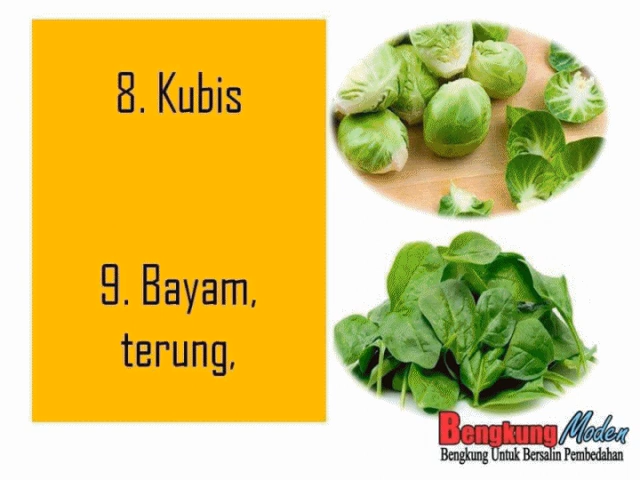 8. Kubis
9. Bayam,
terung,
Bengkung Moden
Bengkung Untuk Bersalin Pembedahan